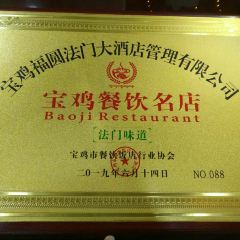 宝鸡福圆法门大酒店管理有限公司
宝鸡餐饮名店
Baoji Restaurant
[法门味道]
宝鸡市餐饮饭店行业协会
二〇一九年六月十四日
NO.088